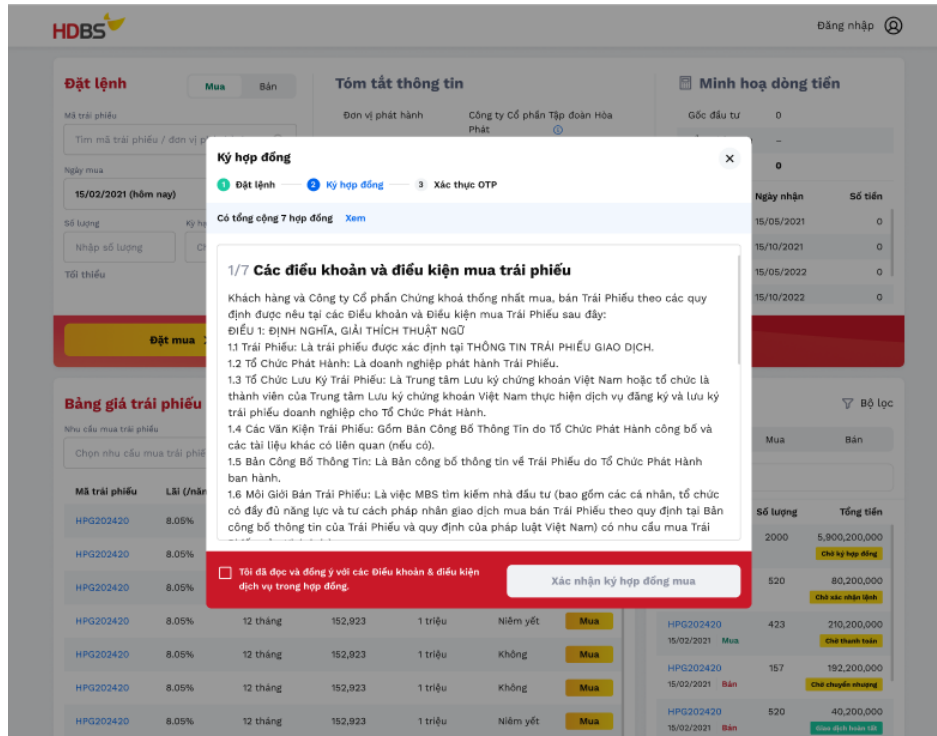 HDBS
Đăng nhập
Đặt lệnh
Mua
Bán
Tóm tắt thông tin
Minh hoạ dòng tiền
Mã trái phiếu
Đơn vị phát hành
Công ty Cổ phần Tập đoàn Hòa
Phát
Gốc đầu tư
0
Tìm mã trái phiếu / đơn vị
–
Ngày mua
0
15/02/2021 (hôm nay)
Ngày nhận
Số tiền
Số lượng
15/05/2021
0
Nhập số lượng
15/10/2021
0
Tối thiểu
15/05/2022
0
15/10/2022
0
Đặt mua
Ký hợp đồng
1 Đặt lệnh
2 Ký hợp đồng
3 Xác thực OTP
Có tổng cộng 7 hợp đồng Xem
1/7 Các điều khoản và điều kiện mua trái phiếu
Khách hàng và Công ty Cổ phần Chứng khoá thống nhất mua, bán Trái Phiếu theo các quy
định được nêu tại các Điều khoản và Điều kiện mua Trái Phiếu sau đây:
ĐIỀU 1: ĐỊNH NGHĨA, GIẢI THÍCH THUẬT NGỮ
1.1 Trái Phiếu: Là trái phiếu được xác định tại THÔNG TIN TRÁI PHIẾU GIAO DỊCH.
1.2 Tổ Chức Phát Hành: Là doanh nghiệp phát hành Trái Phiếu.
1.3 Tổ Chức Lưu Ký Trái Phiếu: Là Trung tâm Lưu ký chứng khoán Việt Nam hoặc tổ chức là
thành viên của Trung tâm Lưu ký chứng khoán Việt Nam thực hiện dịch vụ đăng ký và lưu ký
trái phiếu doanh nghiệp cho Tổ Chức Phát Hành.
1.4 Các Văn Kiện Trái Phiếu: Gồm Bản Công Bố Thông Tin do Tổ Chức Phát Hành công bố và
các tài liệu khác có liên quan (nếu có).
1.5 Bản Công Bố Thông Tin: Là Bản công bố thông tin về Trái Phiếu do Tổ Chức Phát Hành
ban hành.
1.6 Môi Giới Bán Trái Phiếu: Là việc MBS tìm kiếm nhà đầu tư (bao gồm các cá nhân, tổ chức
có đầy đủ năng lực và tư cách pháp nhân giao dịch mua bán Trái Phiếu theo quy định tại Bản
công bố thông tin của Trái Phiếu và quy định của pháp luật Việt Nam) có nhu cầu mua Trái
Tôi đã đọc và đồng ý với các Điều khoản & điều kiện
dịch vụ trong hợp đồng.
Xác nhận ký hợp đồng mua
Bảng giá trái phiếu
Bộ lọc
Nhu cầu mua trái phiếu
Chọn nhu cầu mua trái
Mua
Bán
Mã trái phiếu
Lãi
Số lượng
Tổng tiền
HPG202420 8.05%
2000 5,900,200,000
Chờ ký hợp đồng
HPG202420 8.05%
HPG202420 8.05%
520 80,200,000
Chờ xác nhận lệnh
HPG202420 8.05% 12 tháng 152,923 1 triệu Niêm yết Mua
HPG202420 423 210,200,000
15/02/2021 Mua Chờ thanh toán
HPG202420 8.05% 12 tháng 152,923 1 triệu Không Mua
HPG202420 157 192,200,000
15/02/2021 Bán Chờ chuyển nhượng
HPG202420 8.05% 12 tháng 152,923 1 triệu Không Mua
HPG202420 520 40,200,000
15/02/2021 Bán Giao dịch hoàn tất
HPG202420 8.05% 12 tháng 152,923 1 triệu Niêm yết Mua